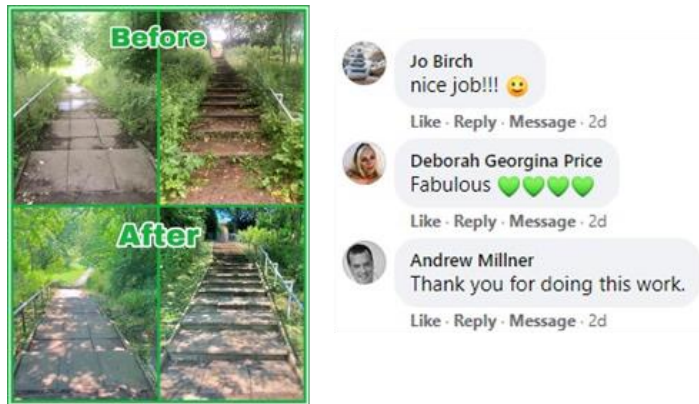 Before
After
Jo Birch
nice job!!! 🙂
Like · Reply · Message · 2d
Deborah Georgina Price
Fabulous 💚💚💚💚
Like · Reply · Message · 2d
Andrew Millner
Thank you for doing this work.
Like · Reply · Message · 2d